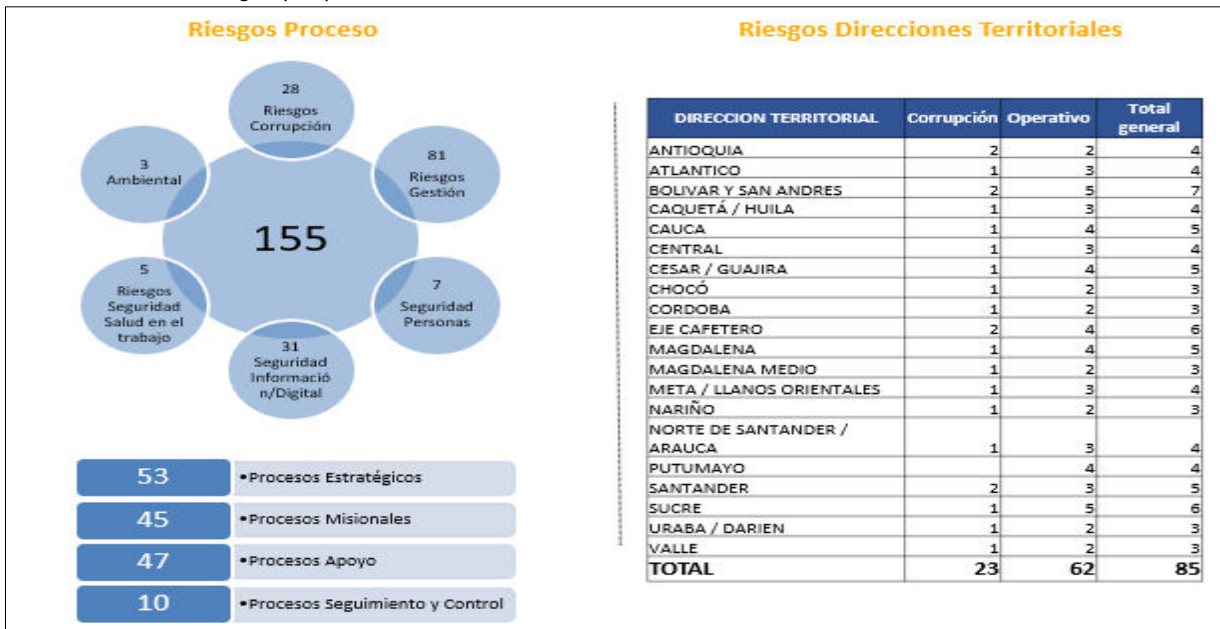 Riesgos Proceso
28
Riesgos
Corrupción
81
Riesgos
Gestión
7
Seguridad
Personas
31
Seguridad
Informació
n/Digital
5
Riesgos
Seguridad
Salud en el
trabajo
3
Ambiental
155
53 •Procesos Estratégicos
45 •Procesos Misionales
47 •Procesos Apoyo
10 •Procesos Seguimiento y Control
Riesgos Direcciones Territoriales
DIRECCION TERRITORIAL Corrupción Operativo Total general
ANTIOQUIA 2 2 4
ATLANTICO 1 3 4
BOLIVAR Y SAN ANDRES 2 5 7
CAQUETÁ / HUILA 1 3 4
CAUCA 1 4 5
CENTRAL 1 3 4
CESAR / GUAJIRA 1 4 5
CHOCÓ 1 2 3
CORDOBA 1 2 3
EJE CAFETERO 2 4 6
MAGDALENA 1 4 5
MAGDALENA MEDIO 1 2 3
META / LLANOS ORIENTALES 1 3 4
NARIÑO 1 2 3
NORTE DE SANTANDER /
ARAUCA 1 3 4
PUTUMAYO 4 4
SANTANDER 2 3 5
SUCRE 1 5 6
URABA / DARIEN 1 2 3
VALLE 1 2 3
TOTAL 23 62 85